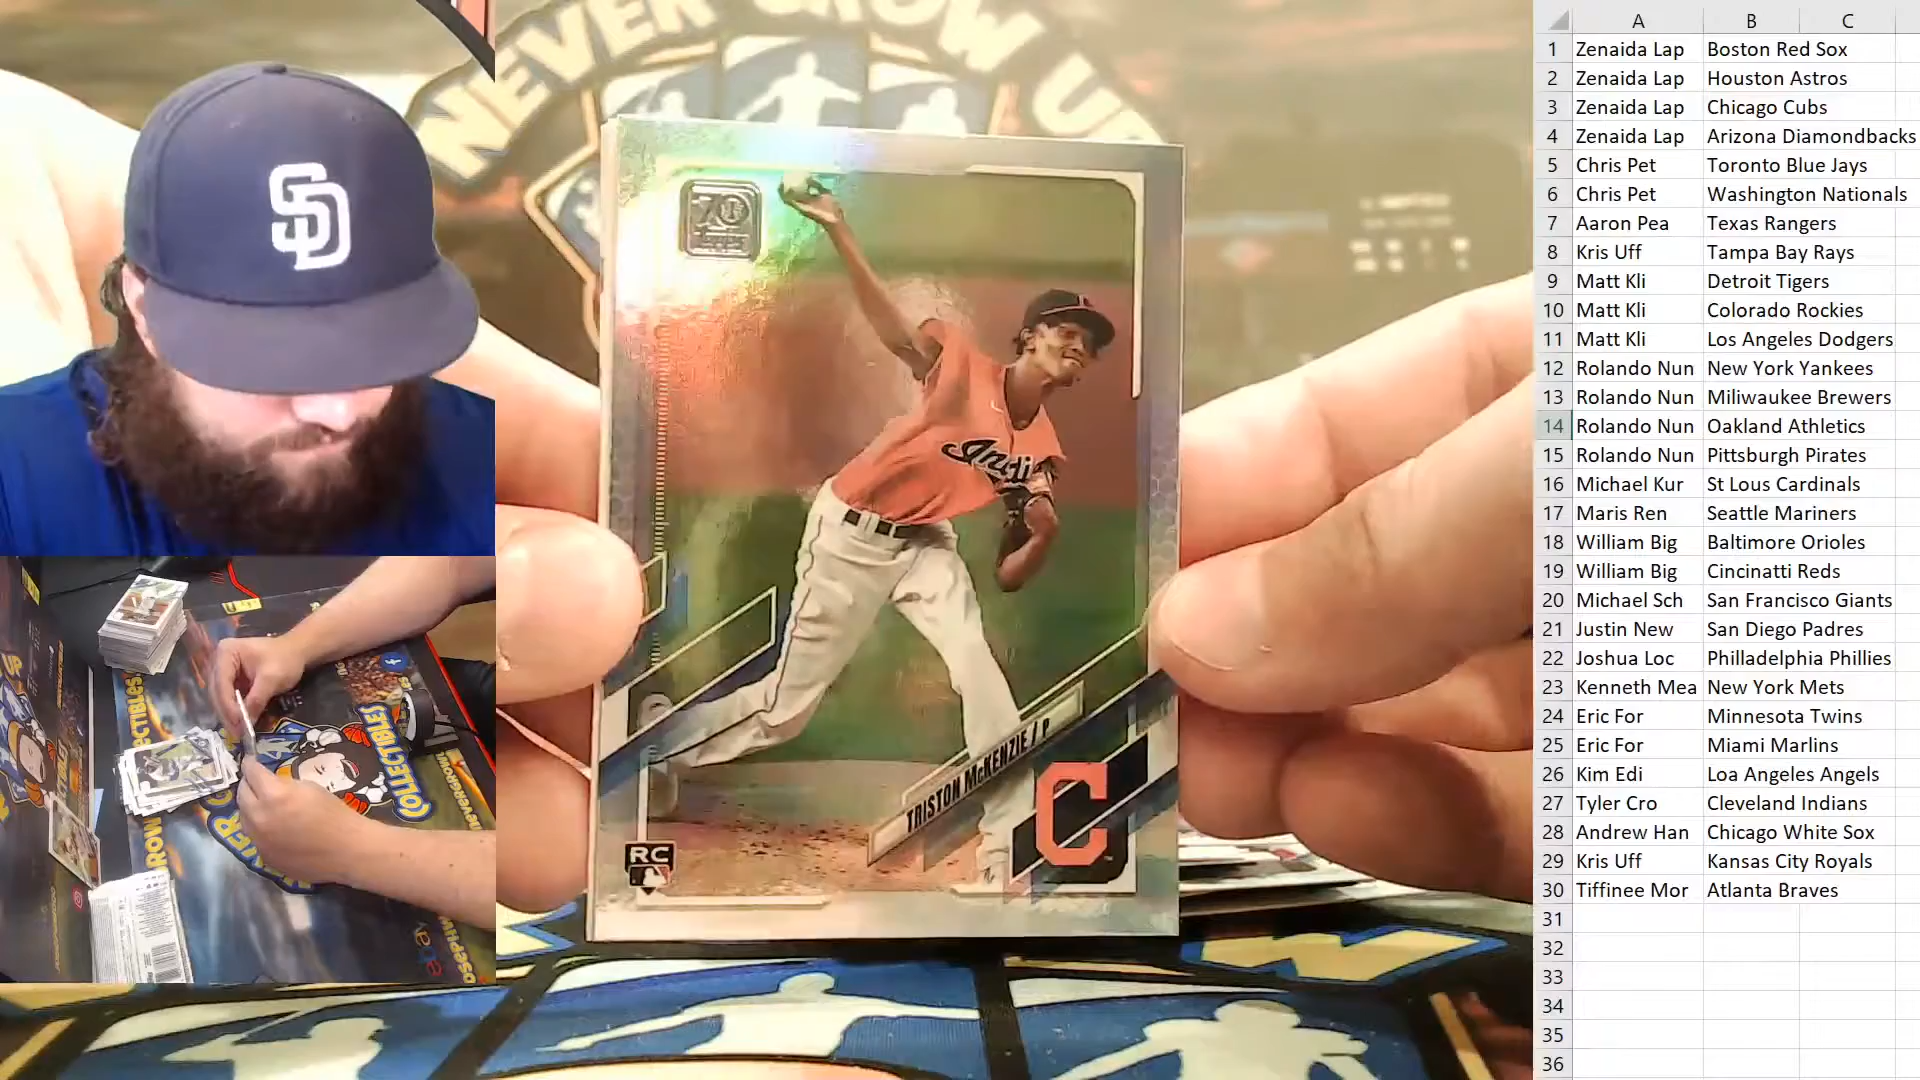 NEVER GROW UP
SD
70
Indi
TRISTON McKENZIE / P
C
RC
COLLECTIBLES
ebay
A B C
1 Zenaida Lap Boston Red Sox
2 Zenaida Lap Houston Astros
3 Zenaida Lap Chicago Cubs
4 Zenaida Lap Arizona Diamondbacks
5 Chris Pet Toronto Blue Jays
6 Chris Pet Washington Nationals
7 Aaron Pea Texas Rangers
8 Kris Uff Tampa Bay Rays
9 Matt Kli Detroit Tigers
10 Matt Kli Colorado Rockies
11 Matt Kli Los Angeles Dodgers
12 Rolando Nun New York Yankees
13 Rolando Nun Miliwaukee Brewers
14 Rolando Nun Oakland Athletics
15 Rolando Nun Pittsburgh Pirates
16 Michael Kur St Lous Cardinals
17 Maris Ren Seattle Mariners
18 William Big Baltimore Orioles
19 William Big Cincinatti Reds
20 Michael Sch San Francisco Giants
21 Justin New San Diego Padres
22 Joshua Loc Philladelphia Phillies
23 Kenneth Mea New York Mets
24 Eric For Minnesota Twins
25 Eric For Miami Marlins
26 Kim Edi Loa Angeles Angels
27 Tyler Cro Cleveland Indians
28 Andrew Han Chicago White Sox
29 Kris Uff Kansas City Royals
30 Tiffinee Mor Atlanta Braves
31
32
33
34
35
36